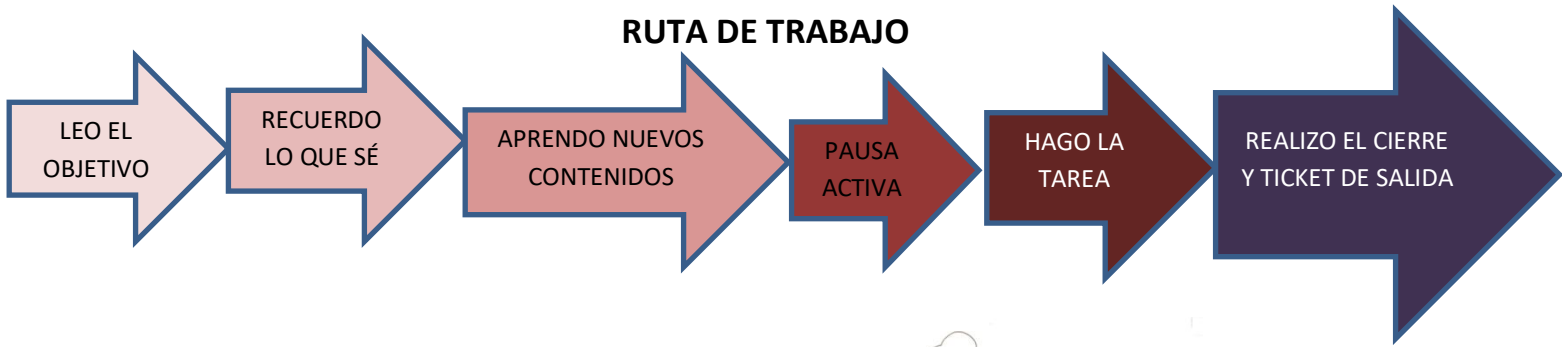 RUTA DE TRABAJO
LEO EL
OBJETIVO
RECUERDO
LO QUE SÉ
APRENDO NUEVOS
CONTENIDOS
PAUSA
ACTIVA
HAGO LA
TAREA
REALIZO EL CIERRE
Y TICKET DE SALIDA